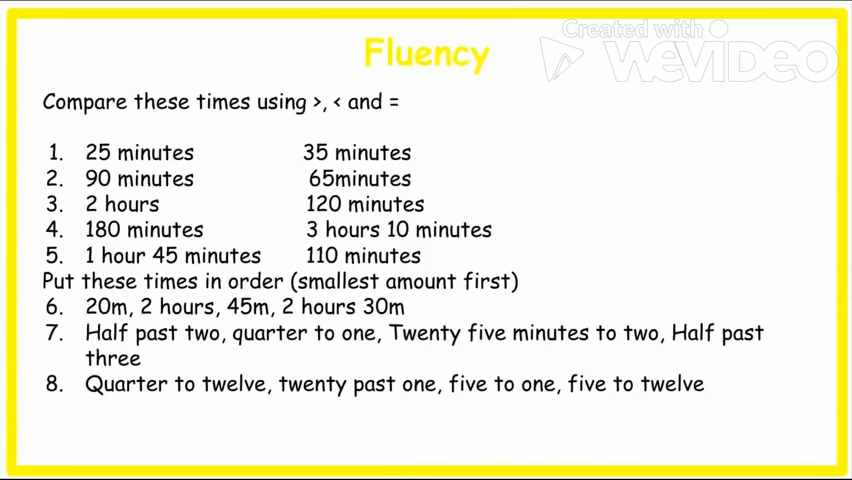 Created with
WEVIDEO
Fluency
Compare these times using >, < and =
1. 25 minutes 35 minutes
2. 90 minutes 65minutes
3. 2 hours 120 minutes
4. 180 minutes 3 hours 10 minutes
5. 1 hour 45 minutes 110 minutes
Put these times in order (smallest amount first)
6. 20m, 2 hours, 45m, 2 hours 30m
7. Half past two, quarter to one, Twenty five minutes to two, Half past
three
8. Quarter to twelve, twenty past one, five to one, five to twelve